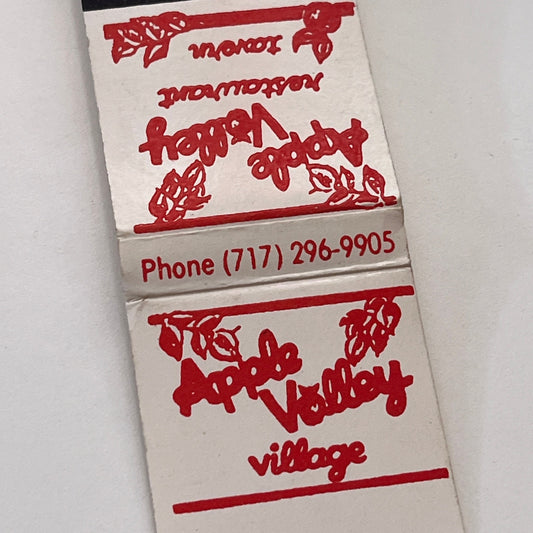 Apple
Valley
restaurant
tavern
Phone (717) 296-9905
Apple
Valley
village